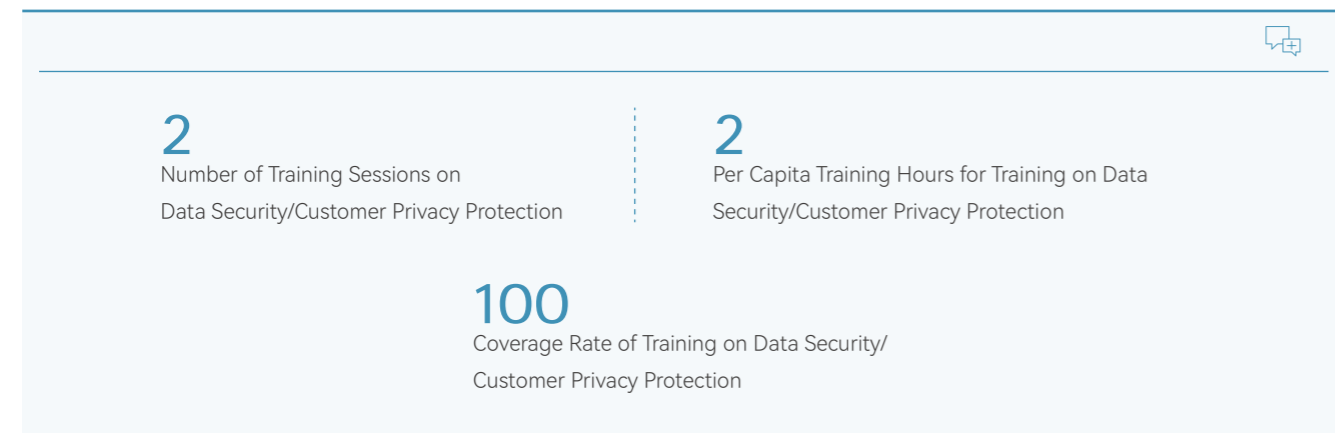 2
Number of Training Sessions on
Data Security/Customer Privacy Protection
2
Per Capita Training Hours for Training on Data
Security/Customer Privacy Protection
100
Coverage Rate of Training on Data Security/
Customer Privacy Protection